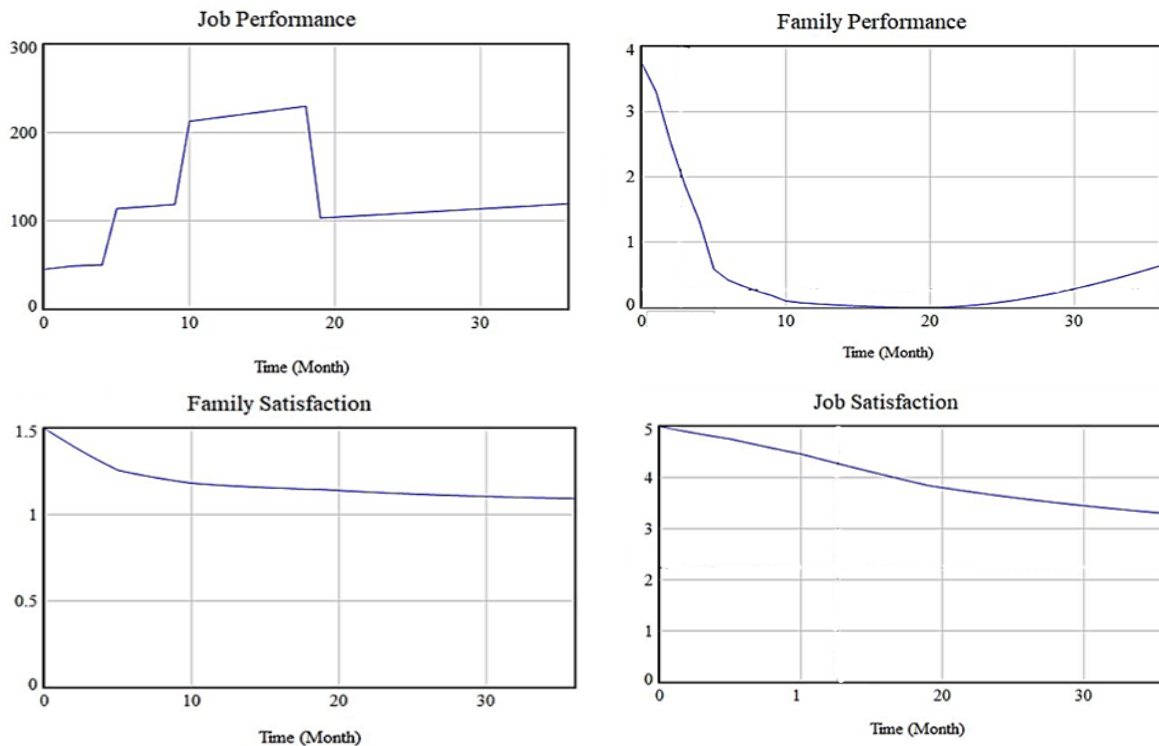 Job Performance
300
200
100
0
0 10 20 30
Time (Month)
Family Performance
4
3
2
1
0
0 10 20 30
Time (Month)
Family Satisfaction
1.5
1
0.5
0
0 10 20 30
Time (Month)
Job Satisfaction
5
4
3
2
1
0
0 1 20 30
Time (Month)